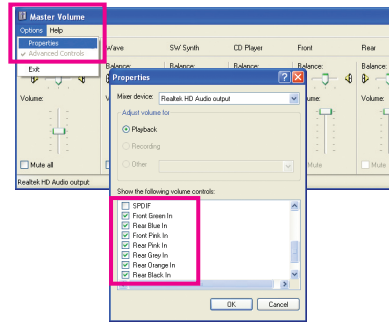 Master Volume
Options Help
Properties
Advanced Controls
Exit
Wave
SW Synth
CD Player
Front
Rear
Balance:
Balance:
Balance:
Balance:
Balance:
Properties
Mixer device: Realtek HD Audio output
Adjust volume for
Playback
Recording
Other
Volume:
Volume:
Mute all
Mute
Mute
Realtek HD Audio output
Show the following volume controls:
SPDIF
Front Green In
Rear Blue In
Front Pink In
Rear Pink In
Rear Grey In
Rear Orange In
Rear Black In
OK Cancel